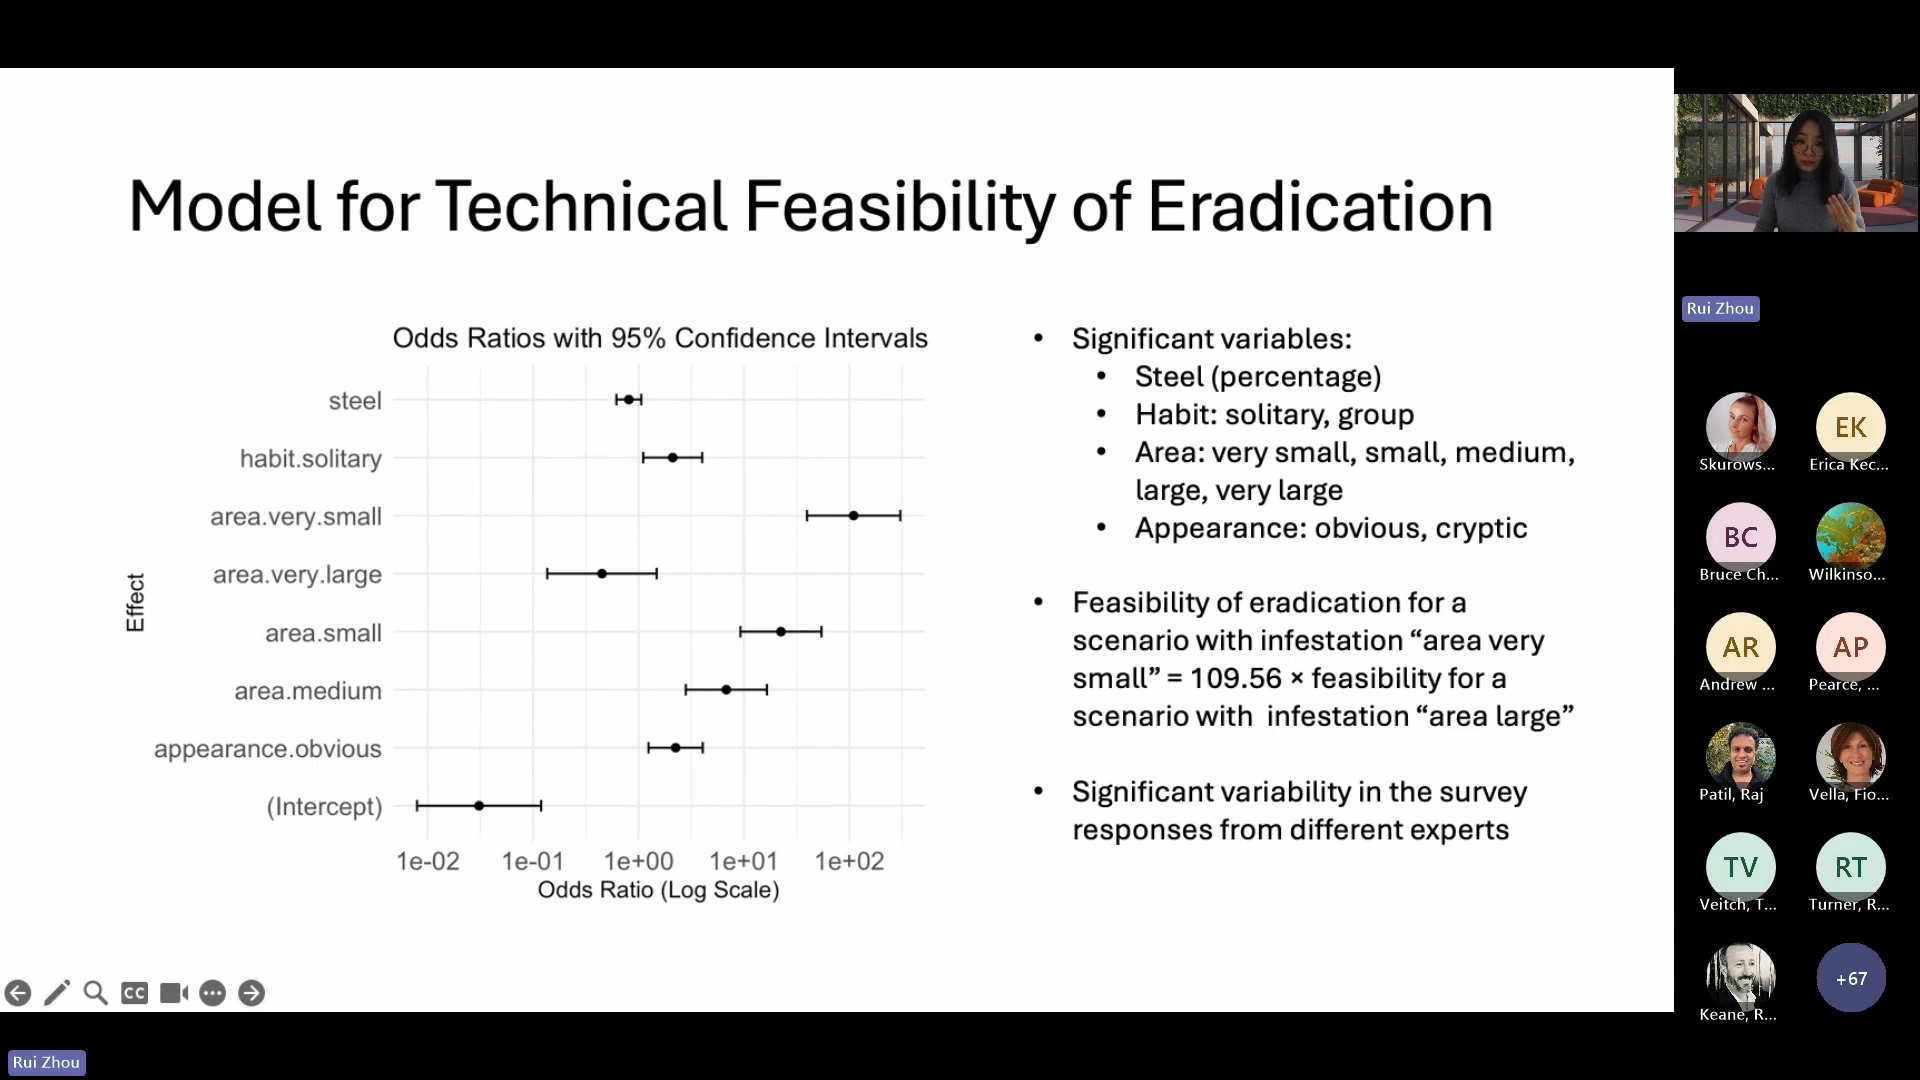 Model for Technical Feasibility of Eradication
Odds Ratios with 95% Confidence Intervals
Effect
steel
habit.solitary
area.very.small
area.very.large
area.small
area.medium
appearance.obvious
(Intercept)
1e-02 1e-01 1e+00 1e+01 1e+02
Odds Ratio (Log Scale)
• Significant variables:
• Steel (percentage)
• Habit: solitary, group
• Area: very small, small, medium,
large, very large
• Appearance: obvious, cryptic
• Feasibility of eradication for a
scenario with infestation “area very
small” = 109.56 × feasibility for a
scenario with infestation “area large”
• Significant variability in the survey
responses from different experts
CC
Rui Zhou
Rui Zhou
Skurows...
EK
Erica Kec...
BC
Bruce Ch...
Wilkinso...
AR
Andrew ...
AP
Pearce, ...
Patil, Raj
Vella, Fio...
TV
Veitch, T...
RT
Turner, R...
Keane, R...
+67